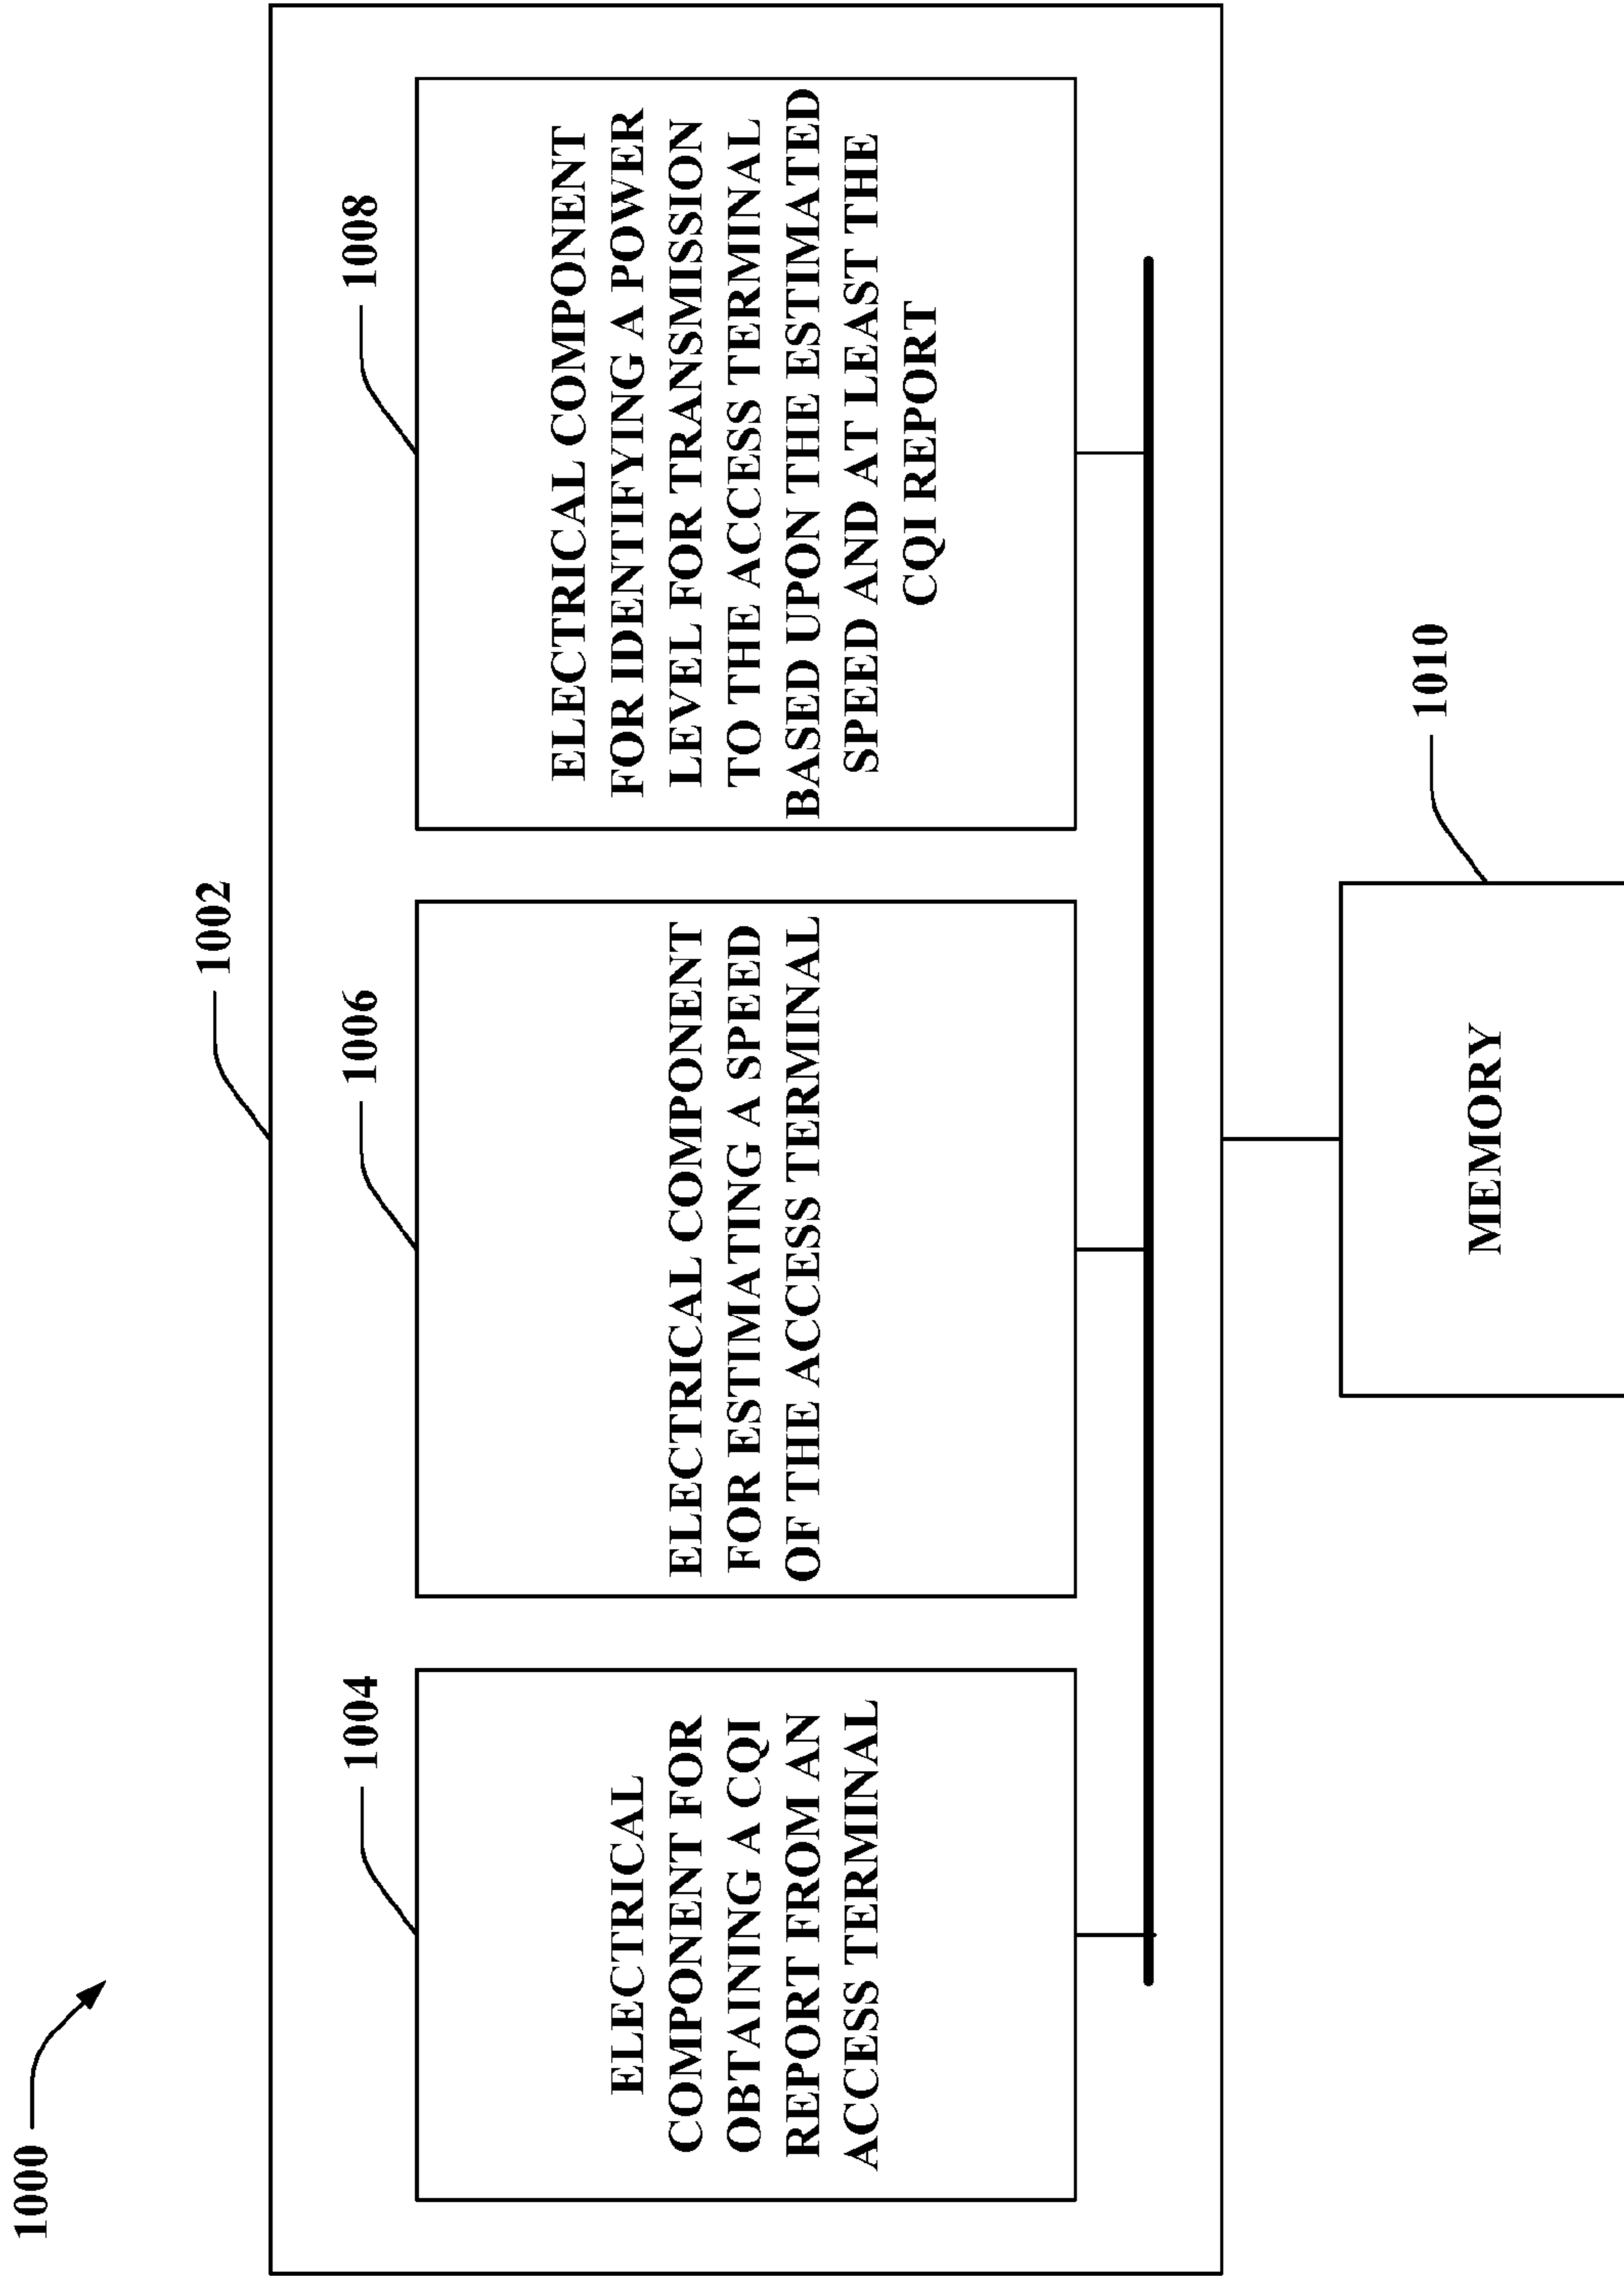 1000
1002
1004
ELECTRICAL
COMPONENT FOR
OBTAINING A CQI
REPORT FROM AN
ACCESS TERMINAL
1006
ELECTRICAL COMPONENT
FOR ESTIMATING A SPEED
OF THE ACCESS TERMINAL
1008
ELECTRICAL COMPONENT
FOR IDENTIFYING A POWER
LEVEL FOR TRANSMISSION
TO THE ACCESS TERMINAL
BASED UPON THE ESTIMATED
SPEED AND AT LEAST THE
CQI REPORT
1010
MEMORY